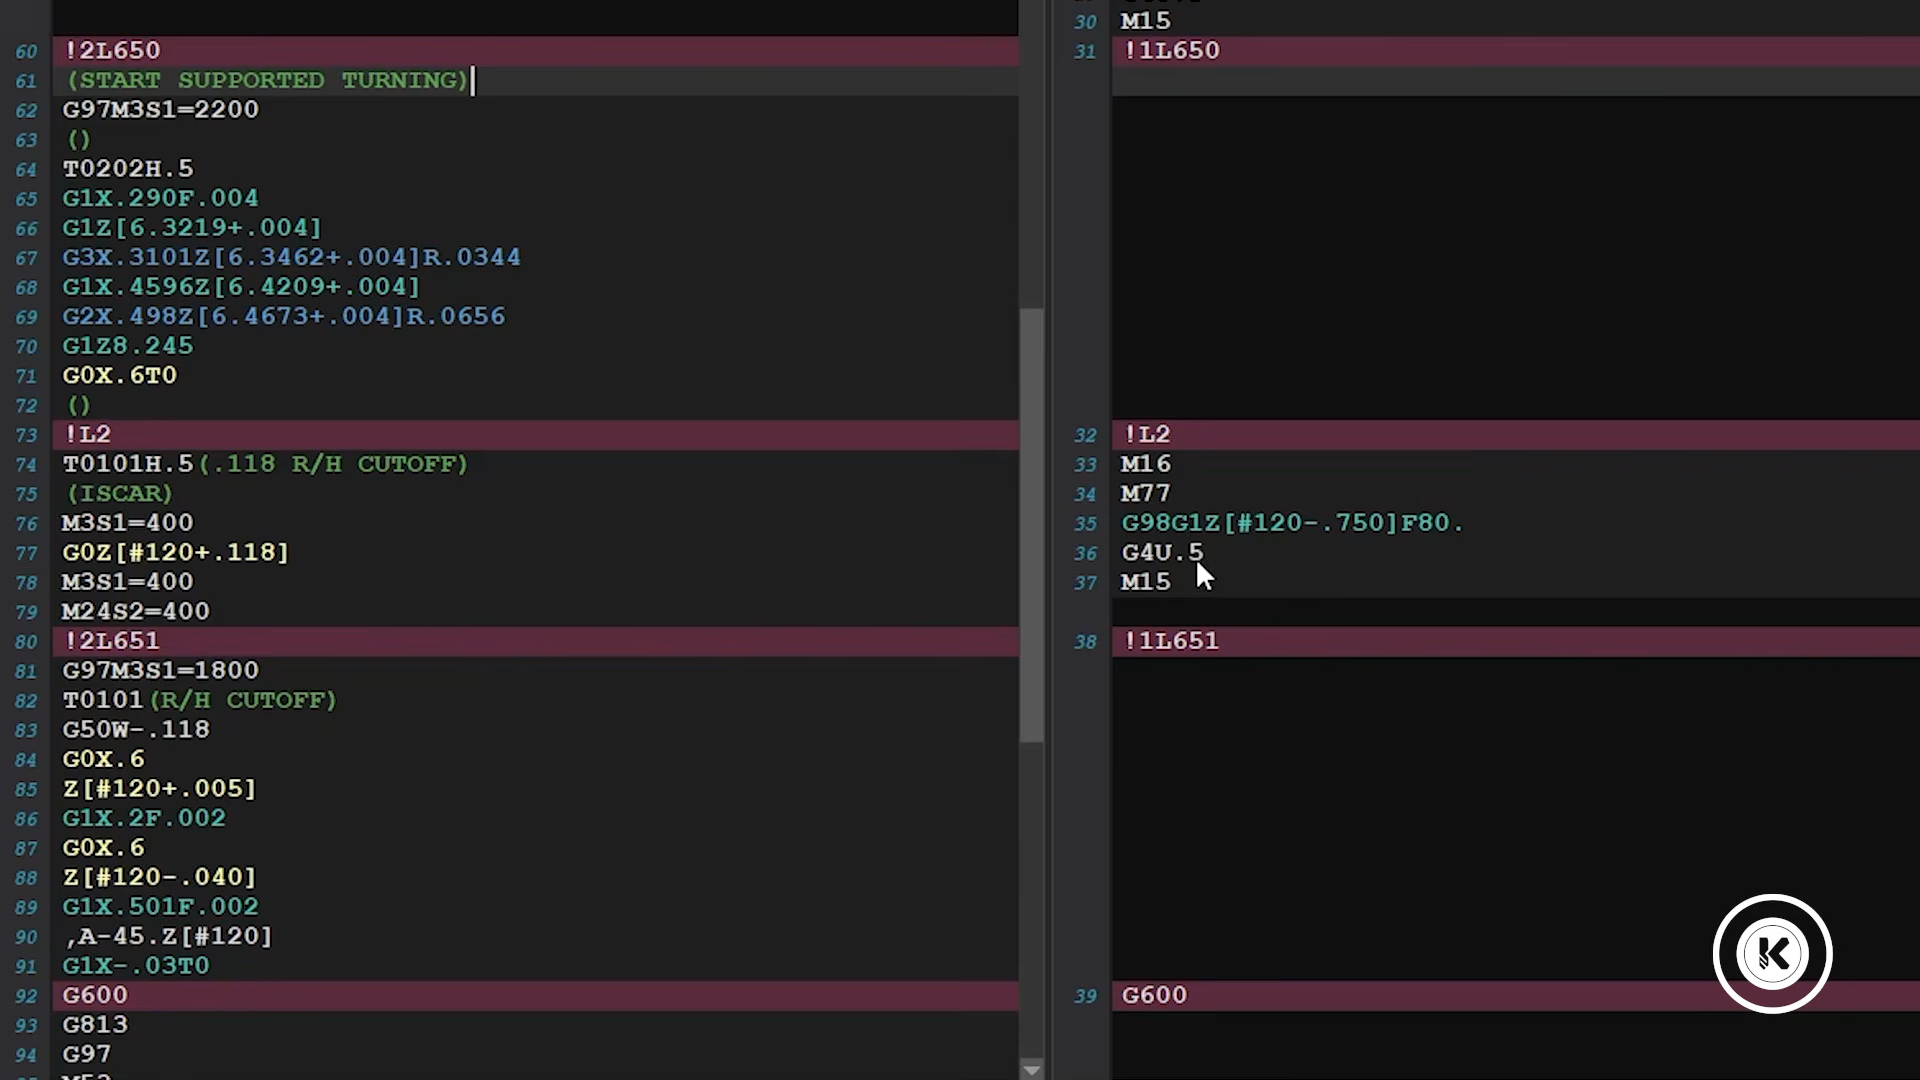 60 !2L650
61 (START SUPPORTED TURNING)
62 G97M3S1=2200
63 ()
64 T0202H.5
65 G1X.290F.004
66 G1Z[6.3219+.004]
67 G3X.3101Z[6.3462+.004]R.0344
68 G1X.4596Z[6.4209+.004]
69 G2X.498Z[6.4673+.004]R.0656
70 G1Z8.245
71 G0X.6T0
72 ()
73 !L2
74 T0101H.5(.118 R/H CUTOFF)
75 (ISCAR)
76 M3S1=400
77 G0Z[#120+.118]
78 M3S1=400
79 M24S2=400
80 !2L651
81 G97M3S1=1800
82 T0101(R/H CUTOFF)
83 G50W-.118
84 G0X.6
85 Z[#120+.005]
86 G1X.2F.002
87 G0X.6
88 Z[#120-.040]
89 G1X.501F.002
90 ,A-45.Z[#120]
91 G1X-.03T0
92 G600
93 G813
94 G97
30 M15
31 !1L650
32 !L2
33 M16
34 M77
35 G98G1Z[#120-.750]F80.
36 G4U.5
37 M15
38 !1L651
39 G600
K